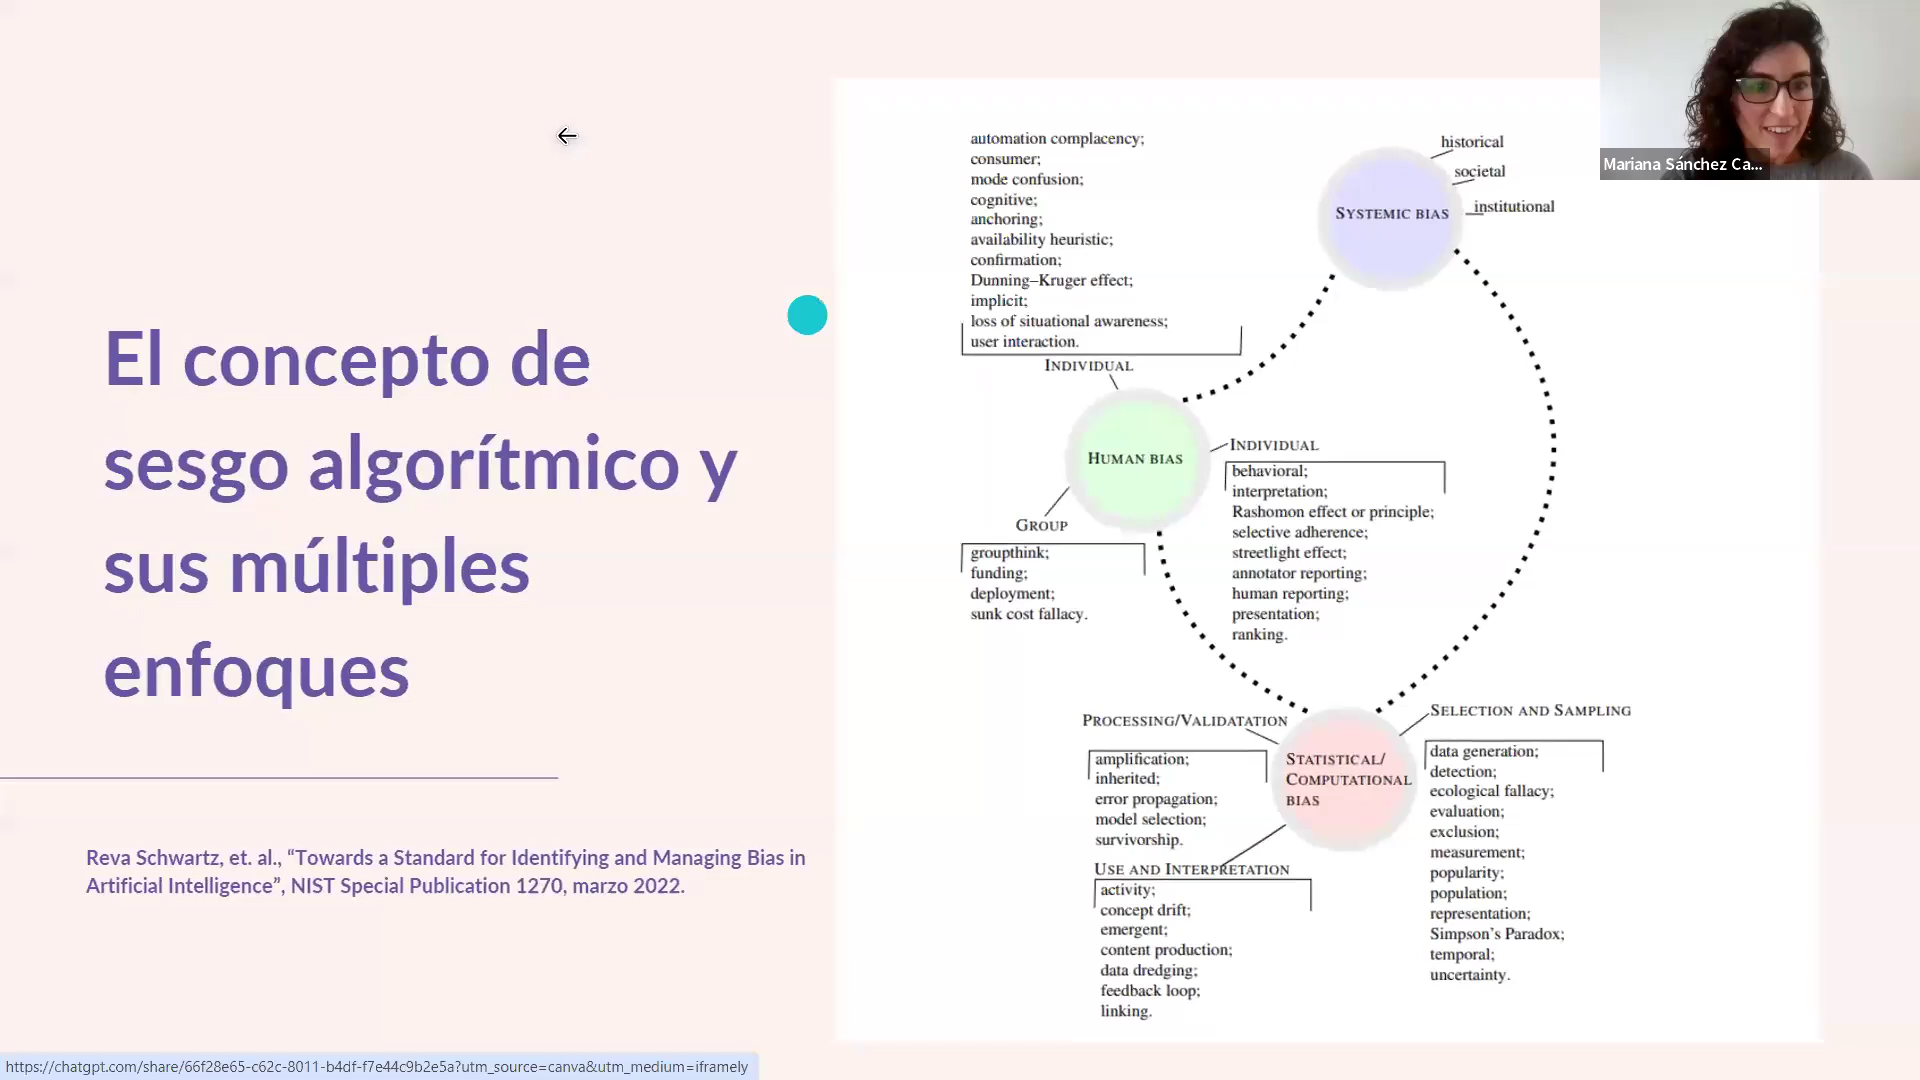 El concepto de
sesgo algorítmico y
sus múltiples
enfoques
Reva Schwartz, et. al., “Towards a Standard for Identifying and Managing Bias in
Artificial Intelligence”, NIST Special Publication 1270, marzo 2022.
automation complacency;
consumer;
mode confusion;
cognitive;
anchoring;
availability heuristic;
confirmation;
Dunning–Kruger effect;
implicit;
loss of situational awareness;
user interaction.
INDIVIDUAL
SYSTEMIC BIAS
historical
societal
institutional
HUMAN BIAS
INDIVIDUAL
behavioral;
interpretation;
Rashomon effect or principle;
selective adherence;
streetlight effect;
annotator reporting;
human reporting;
presentation;
ranking.
GROUP
groupthink;
funding;
deployment;
sunk cost fallacy.
PROCESSING/VALIDATATION
amplification;
inherited;
error propagation;
model selection;
survivorship.
STATISTICAL/
COMPUTATIONAL
BIAS
SELECTION AND SAMPLING
data generation;
detection;
ecological fallacy;
evaluation;
exclusion;
measurement;
popularity;
population;
representation;
Simpson’s Paradox;
temporal;
uncertainty.
USE AND INTERPRETATION
activity;
concept drift;
emergent;
content production;
data dredging;
feedback loop;
linking.
Mariana Sánchez Ca...
https://chatgpt.com/share/66f28e65-c62c-8011-b4df-f7e44c9b2e5a?utm_source=canva&utm_medium=iframely